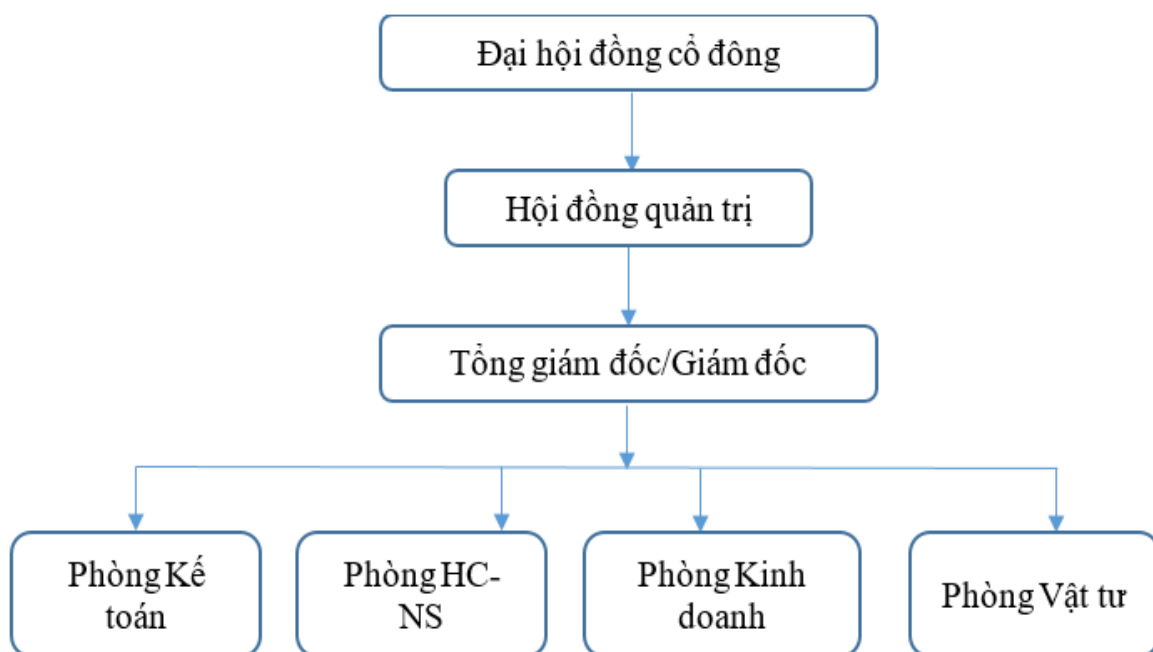 Đại hội đồng cổ đông
Hội đồng quản trị
Tổng giám đốc/Giám đốc
Phòng Kế
toán
Phòng HC-
NS
Phòng Kinh
doanh
Phòng Vật tư